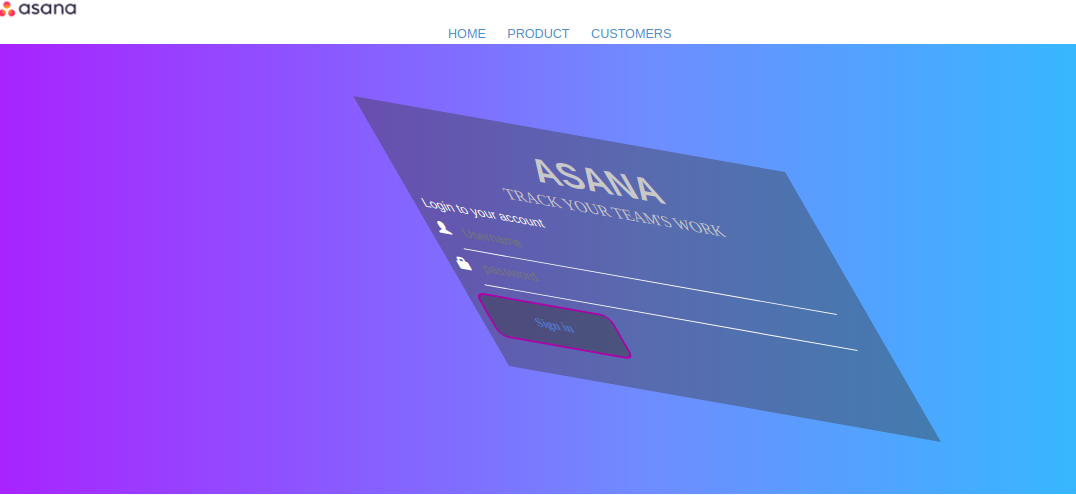 asana
HOME PRODUCT CUSTOMERS
ASANA
TRACK YOUR TEAM'S WORK
Login to your account
Username
password
Sign in